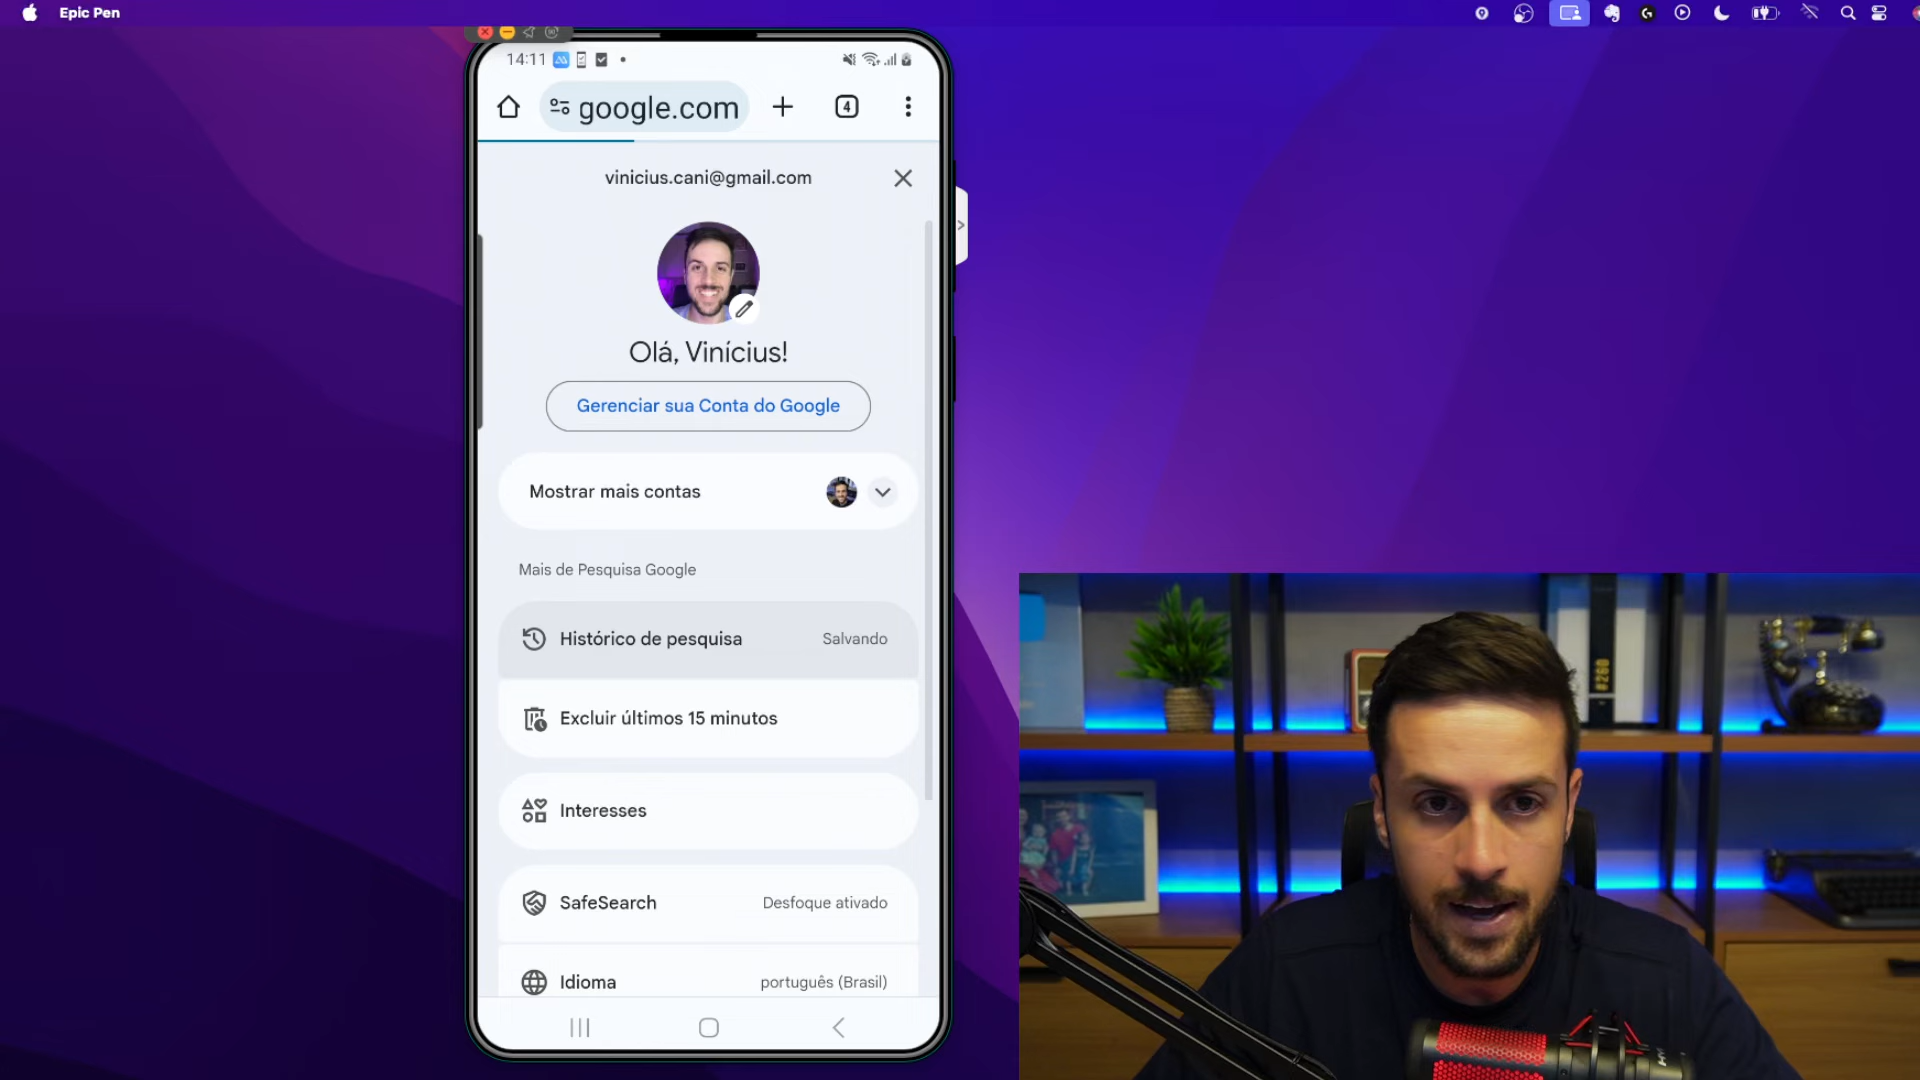 Epic Pen
14:11
google.com
4
vinicius.cani@gmail.com
Olá, Vinícius!
Gerenciar sua Conta do Google
Mostrar mais contas
Mais de Pesquisa Google
Histórico de pesquisa
Salvando
Excluir últimos 15 minutos
Interesses
SafeSearch
Desfoque ativado
Idioma
português (Brasil)
#260